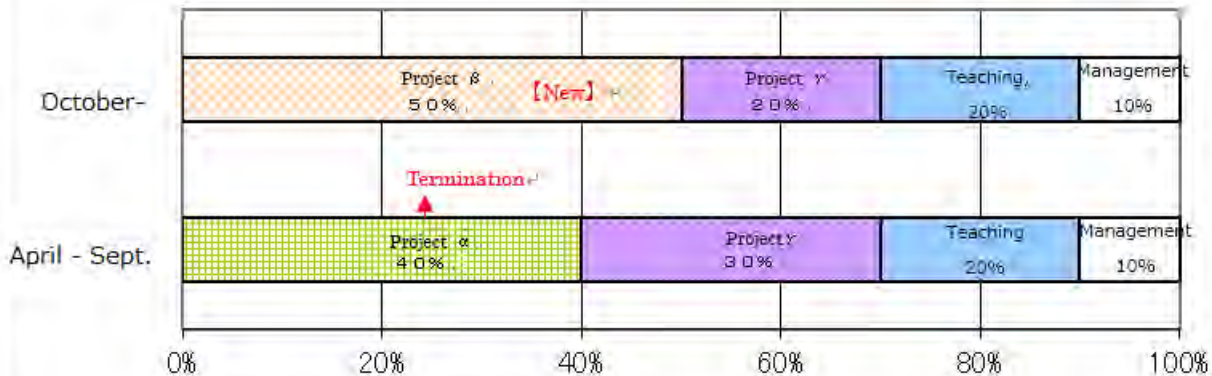 October-
Project β .
50% .
【New】
Project γ
20% .
Teaching,
20%
Management
10%
Termination
April - Sept.
Project α
40% .
Projectγ
30%
Teaching
20%
Management
10%
0% 20% 40% 60% 80% 100%